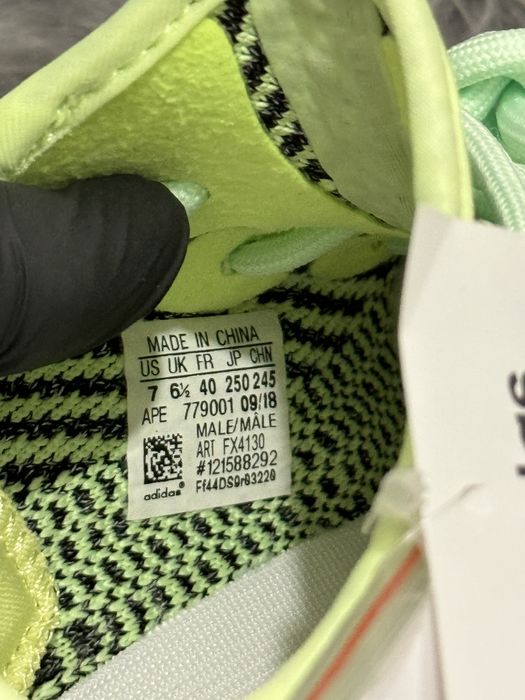 MADE IN CHINA
US UK FR JP CHN
7 6½ 40 250 245
APE 779001 09/18
MALE/MÂLE
ART FX4130
#121588292
adidas